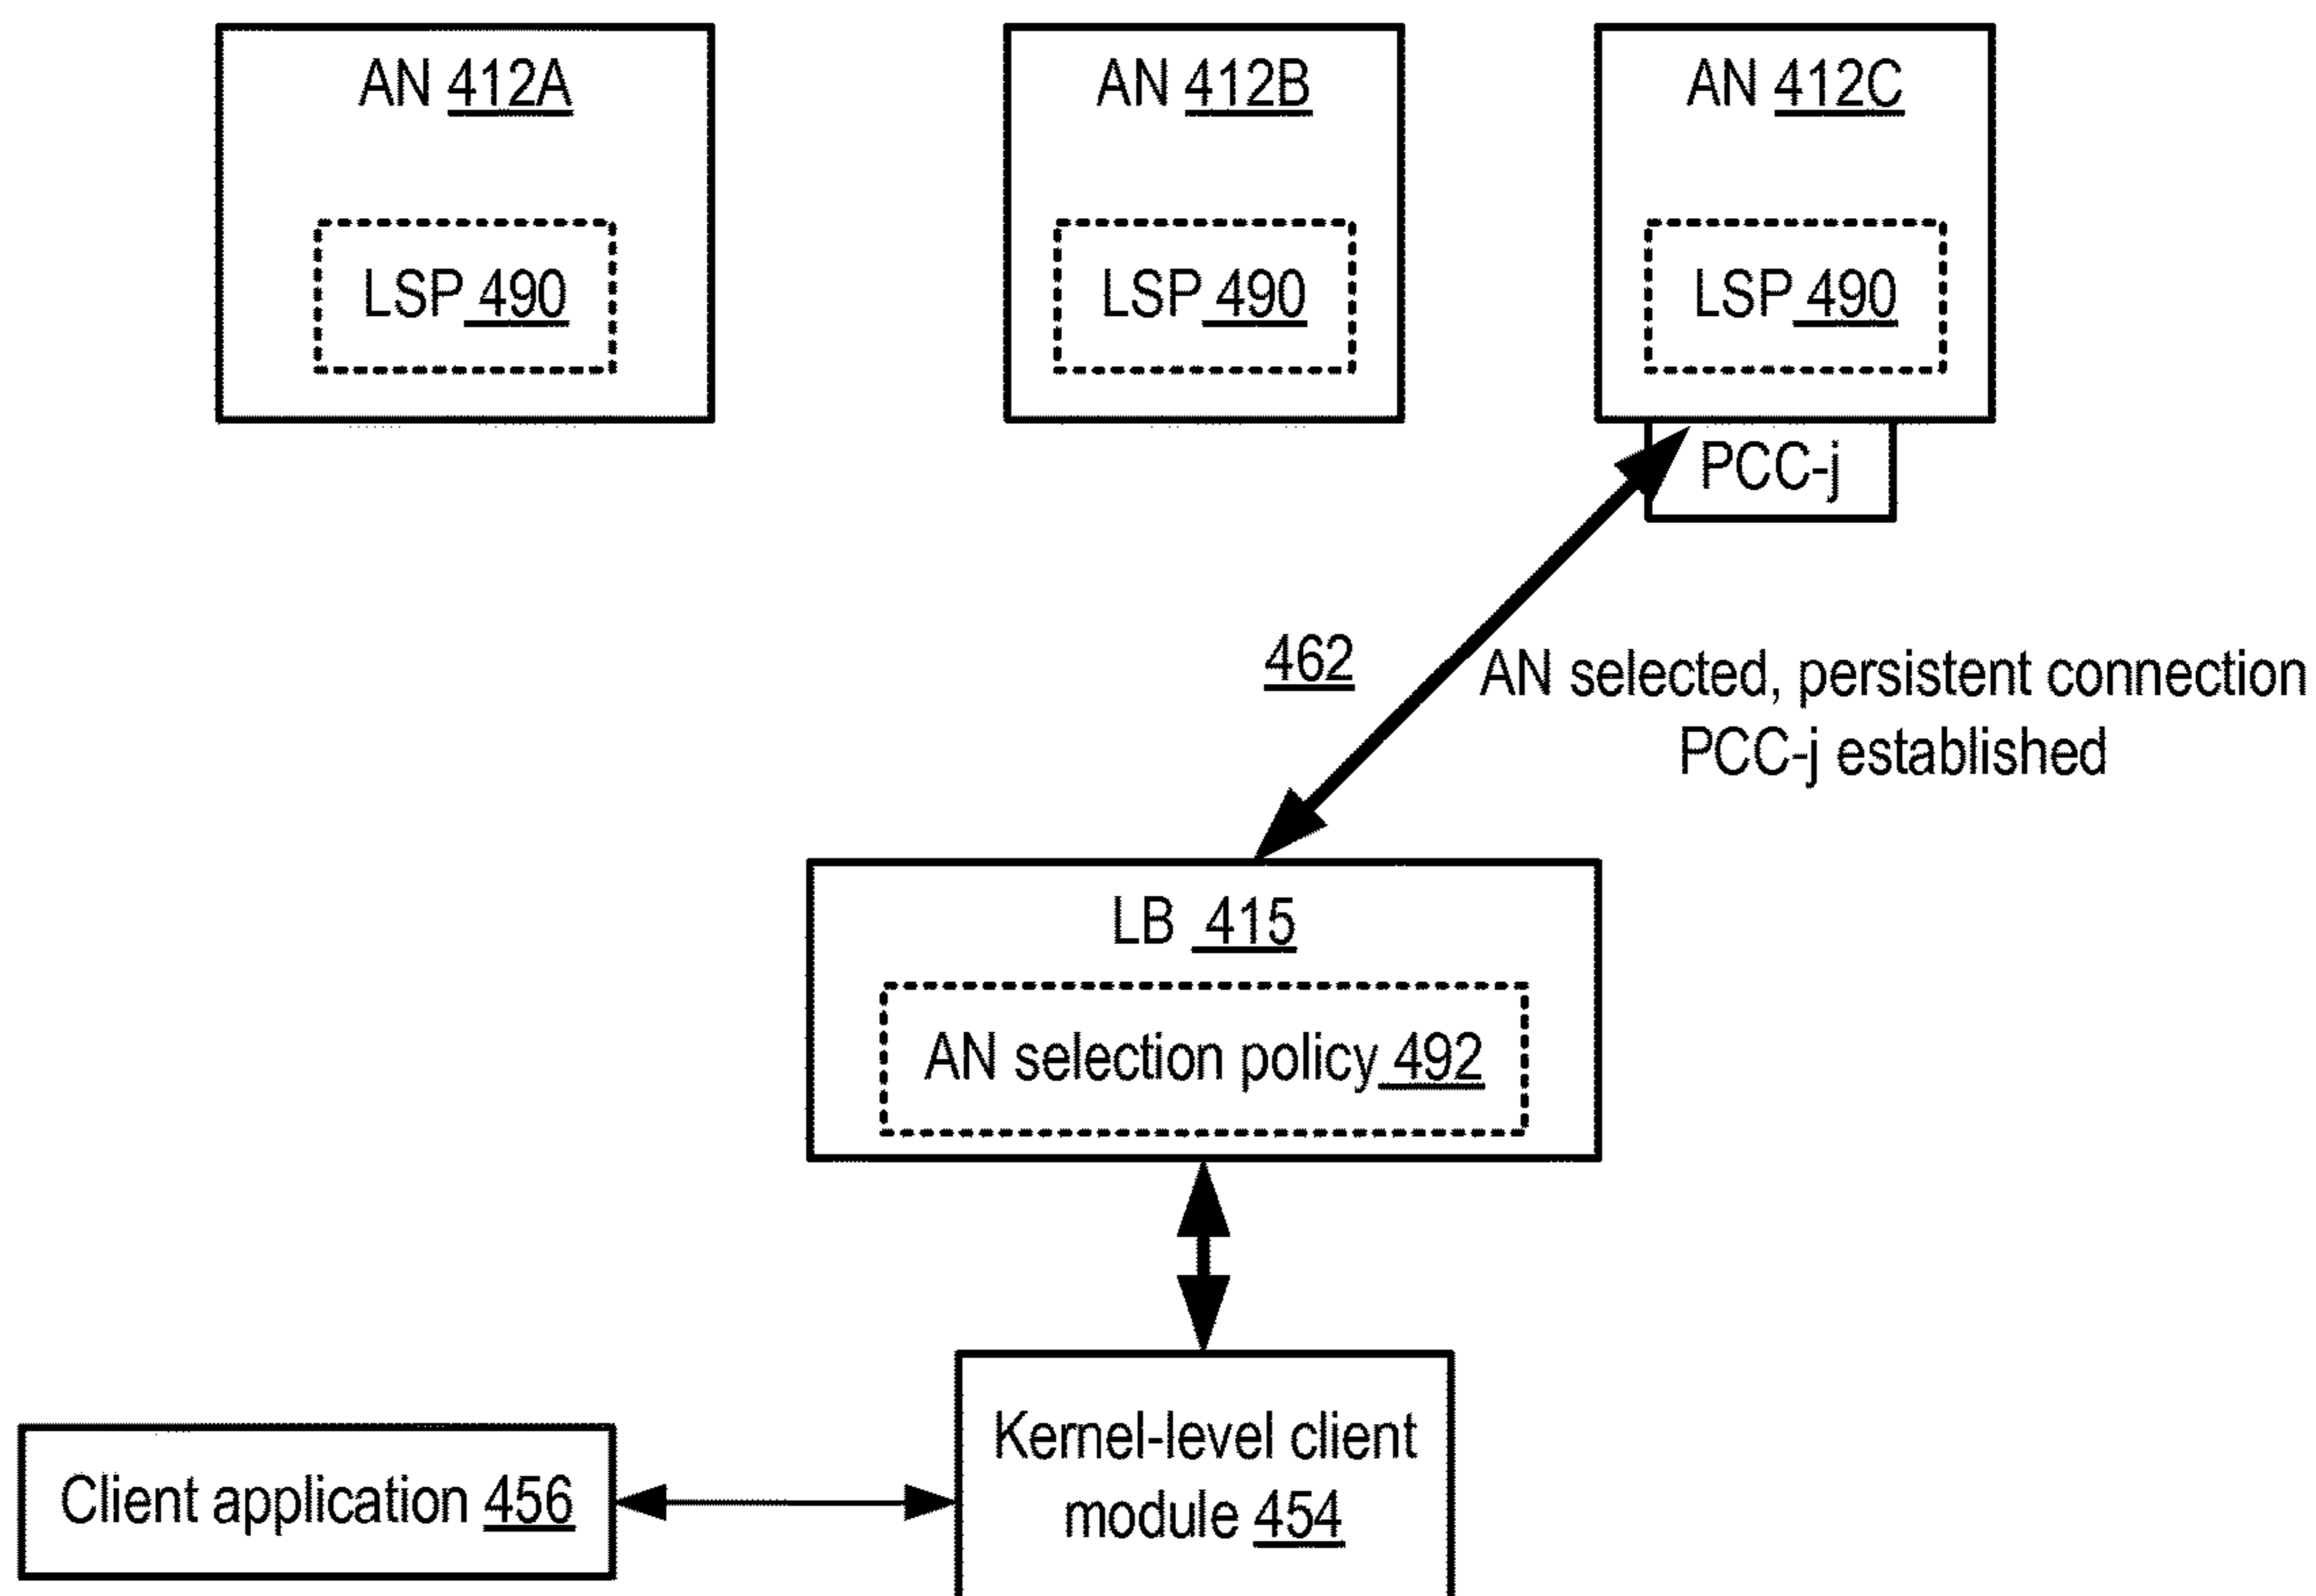 AN 412A
AN 412B
AN 412C
LSP 490
LSP 490
LSP 490
PCC-j
462
AN selected, persistent connection
PCC-j established
LB 415
AN selection policy 492
Kernel-level client
module 454
Client application 456